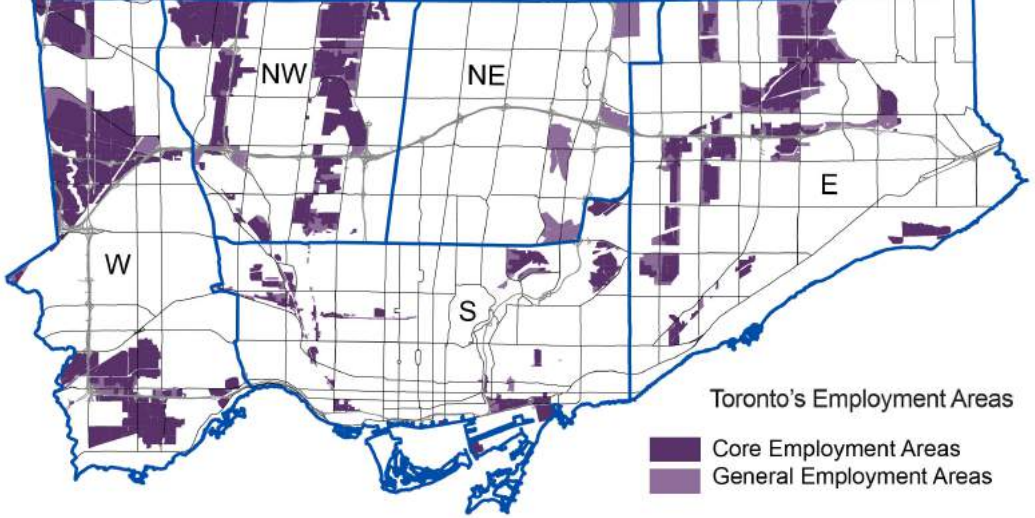 NW
NE
E
W
S
Toronto's Employment Areas
Core Employment Areas
General Employment Areas